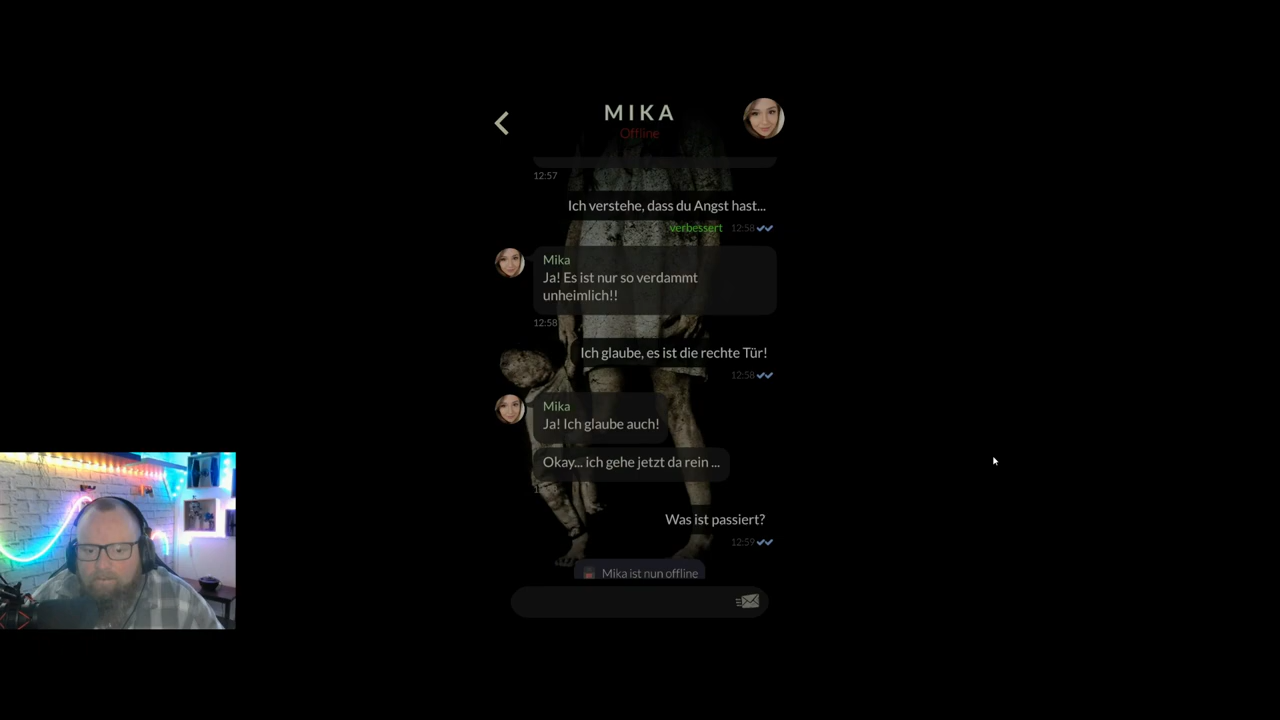 MIKA
Offline
12:57
Ich verstehe, dass du Angst hast...
verbessert 12:58
Mika
Ja! Es ist nur so verdammt
unheimlich!!
12:58
Ich glaube, es ist die rechte Tür!
12:58
Mika
Ja! Ich glaube auch!
Okay... ich gehe jetzt da rein ...
Was ist passiert?
12:59
Mika ist nun offline